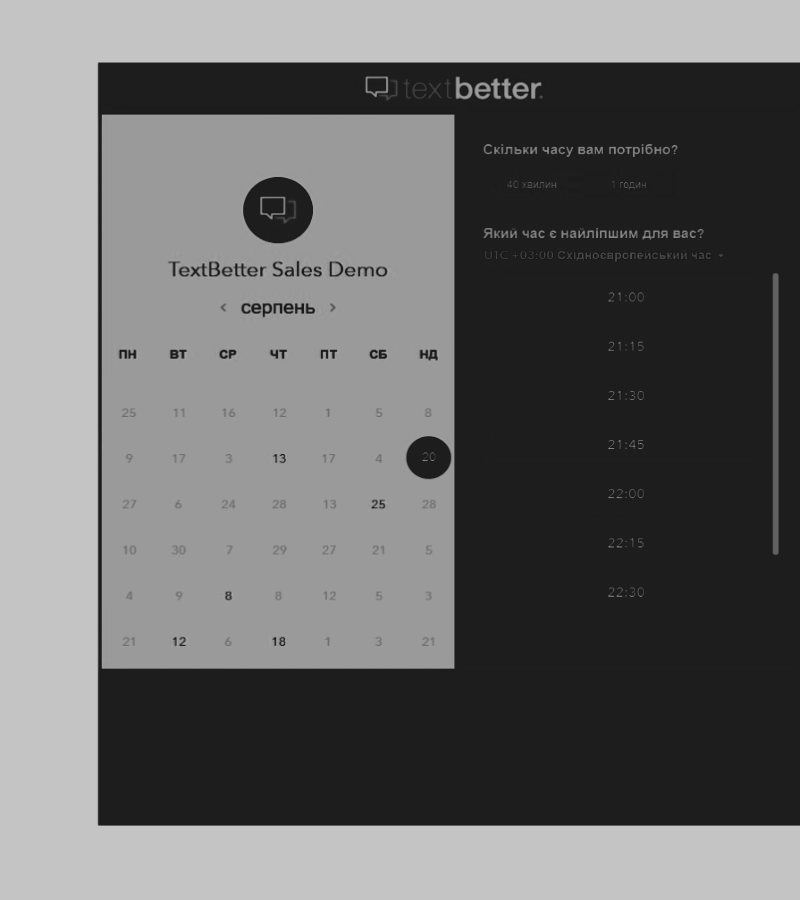 textbetter.
TextBetter Sales Demo
‹ серпень ›
ПН ВТ СР ЧТ ПТ СБ НД
25 11 16 12 1 5 8
9 17 3 13 17 4 20
27 6 24 28 13 25 28
10 30 7 29 27 21 5
4 9 8 8 12 5 3
21 12 6 18 1 3 21
Скільки часу вам потрібно?
40 хвилин 1 годин
Який час є найліпшим для вас?
UTC +03:00 Східноєвропейський час
21:00
21:15
21:30
21:45
22:00
22:15
22:30